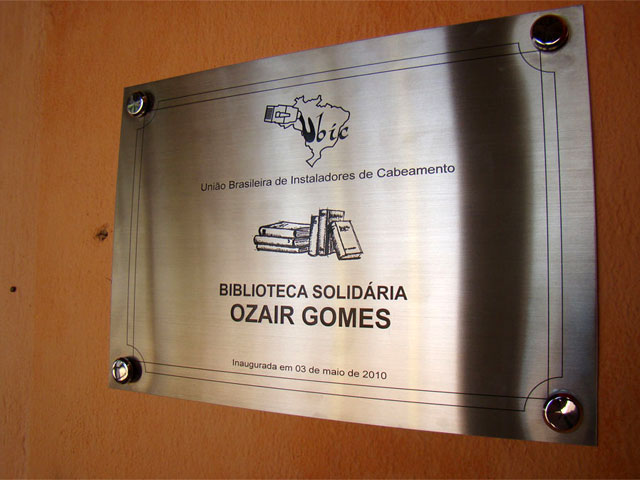 Ubic
União Brasileira de Instaladores de Cabeamento
BIBLIOTECA SOLIDÁRIA
OZAIR GOMES
Inaugurada em 03 de maio de 2010